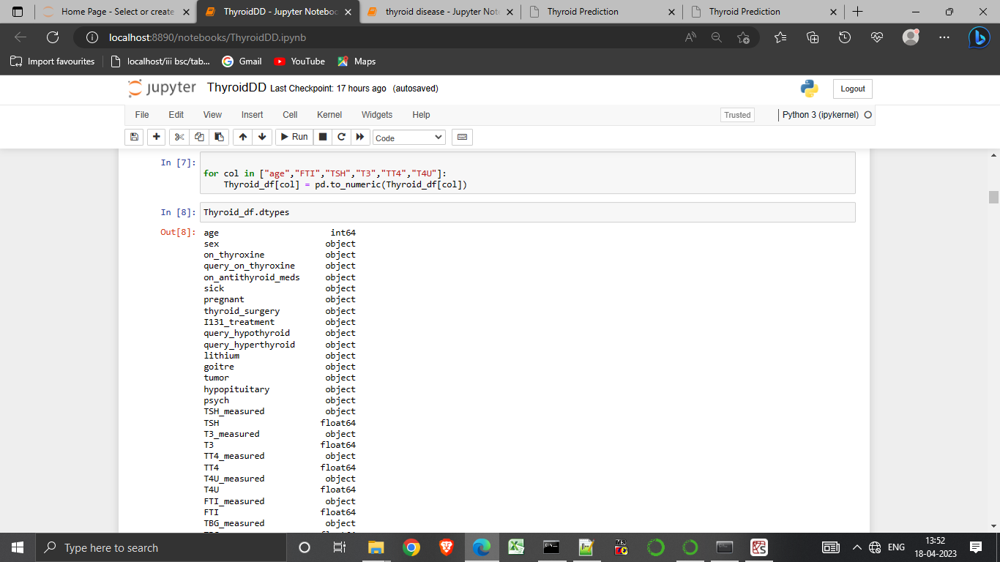 Home Page - Select or create
ThyroidDD - Jupyter Noteboo
thyroid disease - Jupyter Not
Thyroid Prediction
Thyroid Prediction
localhost:8890/notebooks/ThyroidDD.ipynb
Import favourites
localhost/iii bsc/tab...
Gmail
YouTube
Maps
jupyter
ThyroidDD Last Checkpoint: 17 hours ago (autosaved)
Logout
File Edit View Insert Cell Kernel Widgets Help
Trusted
Python 3 (ipykernel)
Run
Code
In [7]:
for col in ["age","FTI","TSH","T3","TT4","T4U"]:
    Thyroid_df[col] = pd.to_numeric(Thyroid_df[col])
In [8]: Thyroid_df.dtypes
Out[8]: age int64
sex object
on_thyroxine object
query_on_thyroxine object
on_antithyroid_meds object
sick object
pregnant object
thyroid_surgery object
I131_treatment object
query_hypothyroid object
query_hyperthyroid object
lithium object
goitre object
tumor object
hypopituitary object
psych object
TSH_measured object
TSH float64
T3_measured object
T3 float64
TT4_measured object
TT4 float64
T4U_measured object
T4U float64
FTI_measured object
FTI float64
TBG_measured object
Type here to search
ENG
13:52
18-04-2023